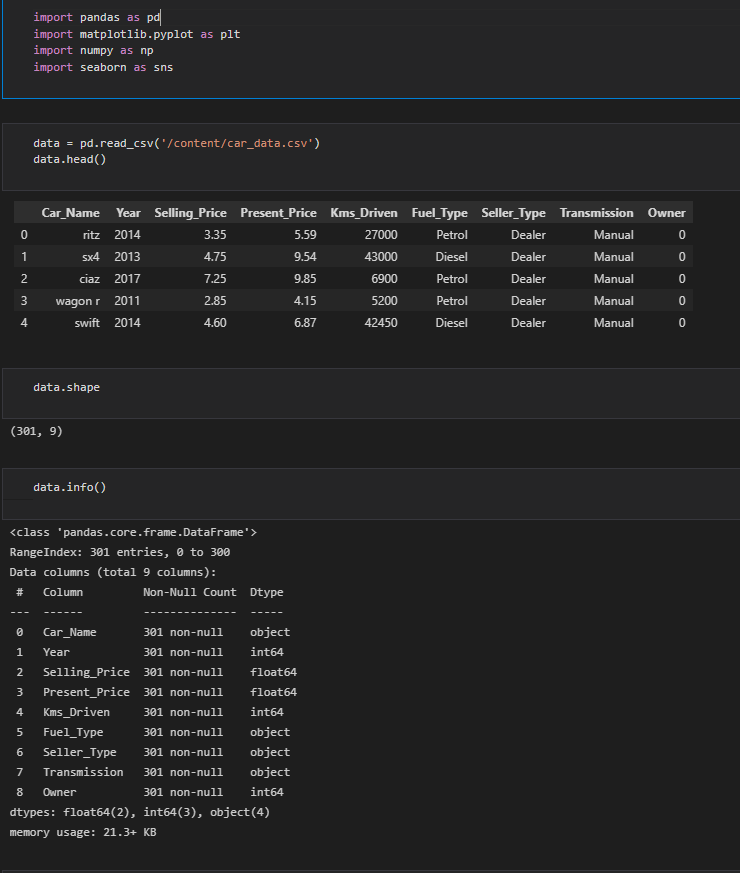 import pandas as pd
import matplotlib.pyplot as plt
import numpy as np
import seaborn as sns
data = pd.read_csv('/content/car_data.csv')
data.head()
Car_Name Year Selling_Price Present_Price Kms_Driven Fuel_Type Seller_Type Transmission Owner
0 ritz 2014 3.35 5.59 27000 Petrol Dealer Manual 0
1 sx4 2013 4.75 9.54 43000 Diesel Dealer Manual 0
2 ciaz 2017 7.25 9.85 6900 Petrol Dealer Manual 0
3 wagon r 2011 2.85 4.15 5200 Petrol Dealer Manual 0
4 swift 2014 4.60 6.87 42450 Diesel Dealer Manual 0
data.shape
(301, 9)
data.info()
<class 'pandas.core.frame.DataFrame'>
RangeIndex: 301 entries, 0 to 300
Data columns (total 9 columns):
# Column Non-Null Count Dtype
--- ------ -------------- -----
0 Car_Name 301 non-null object
1 Year 301 non-null int64
2 Selling_Price 301 non-null float64
3 Present_Price 301 non-null float64
4 Kms_Driven 301 non-null int64
5 Fuel_Type 301 non-null object
6 Seller_Type 301 non-null object
7 Transmission 301 non-null object
8 Owner 301 non-null int64
dtypes: float64(2), int64(3), object(4)
memory usage: 21.3+ KB